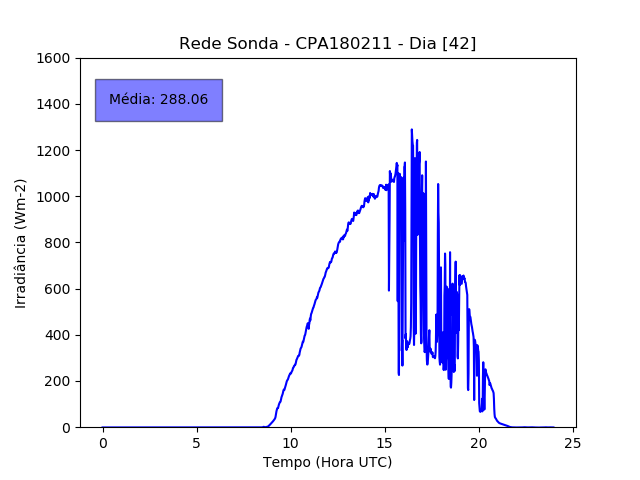 Rede Sonda - CPA180211 - Dia [42]
1600
1400
1200
1000
800
600
400
200
0
Média: 288.06
Irradiância (Wm-2)
0 5 10 15 20 25
Tempo (Hora UTC)